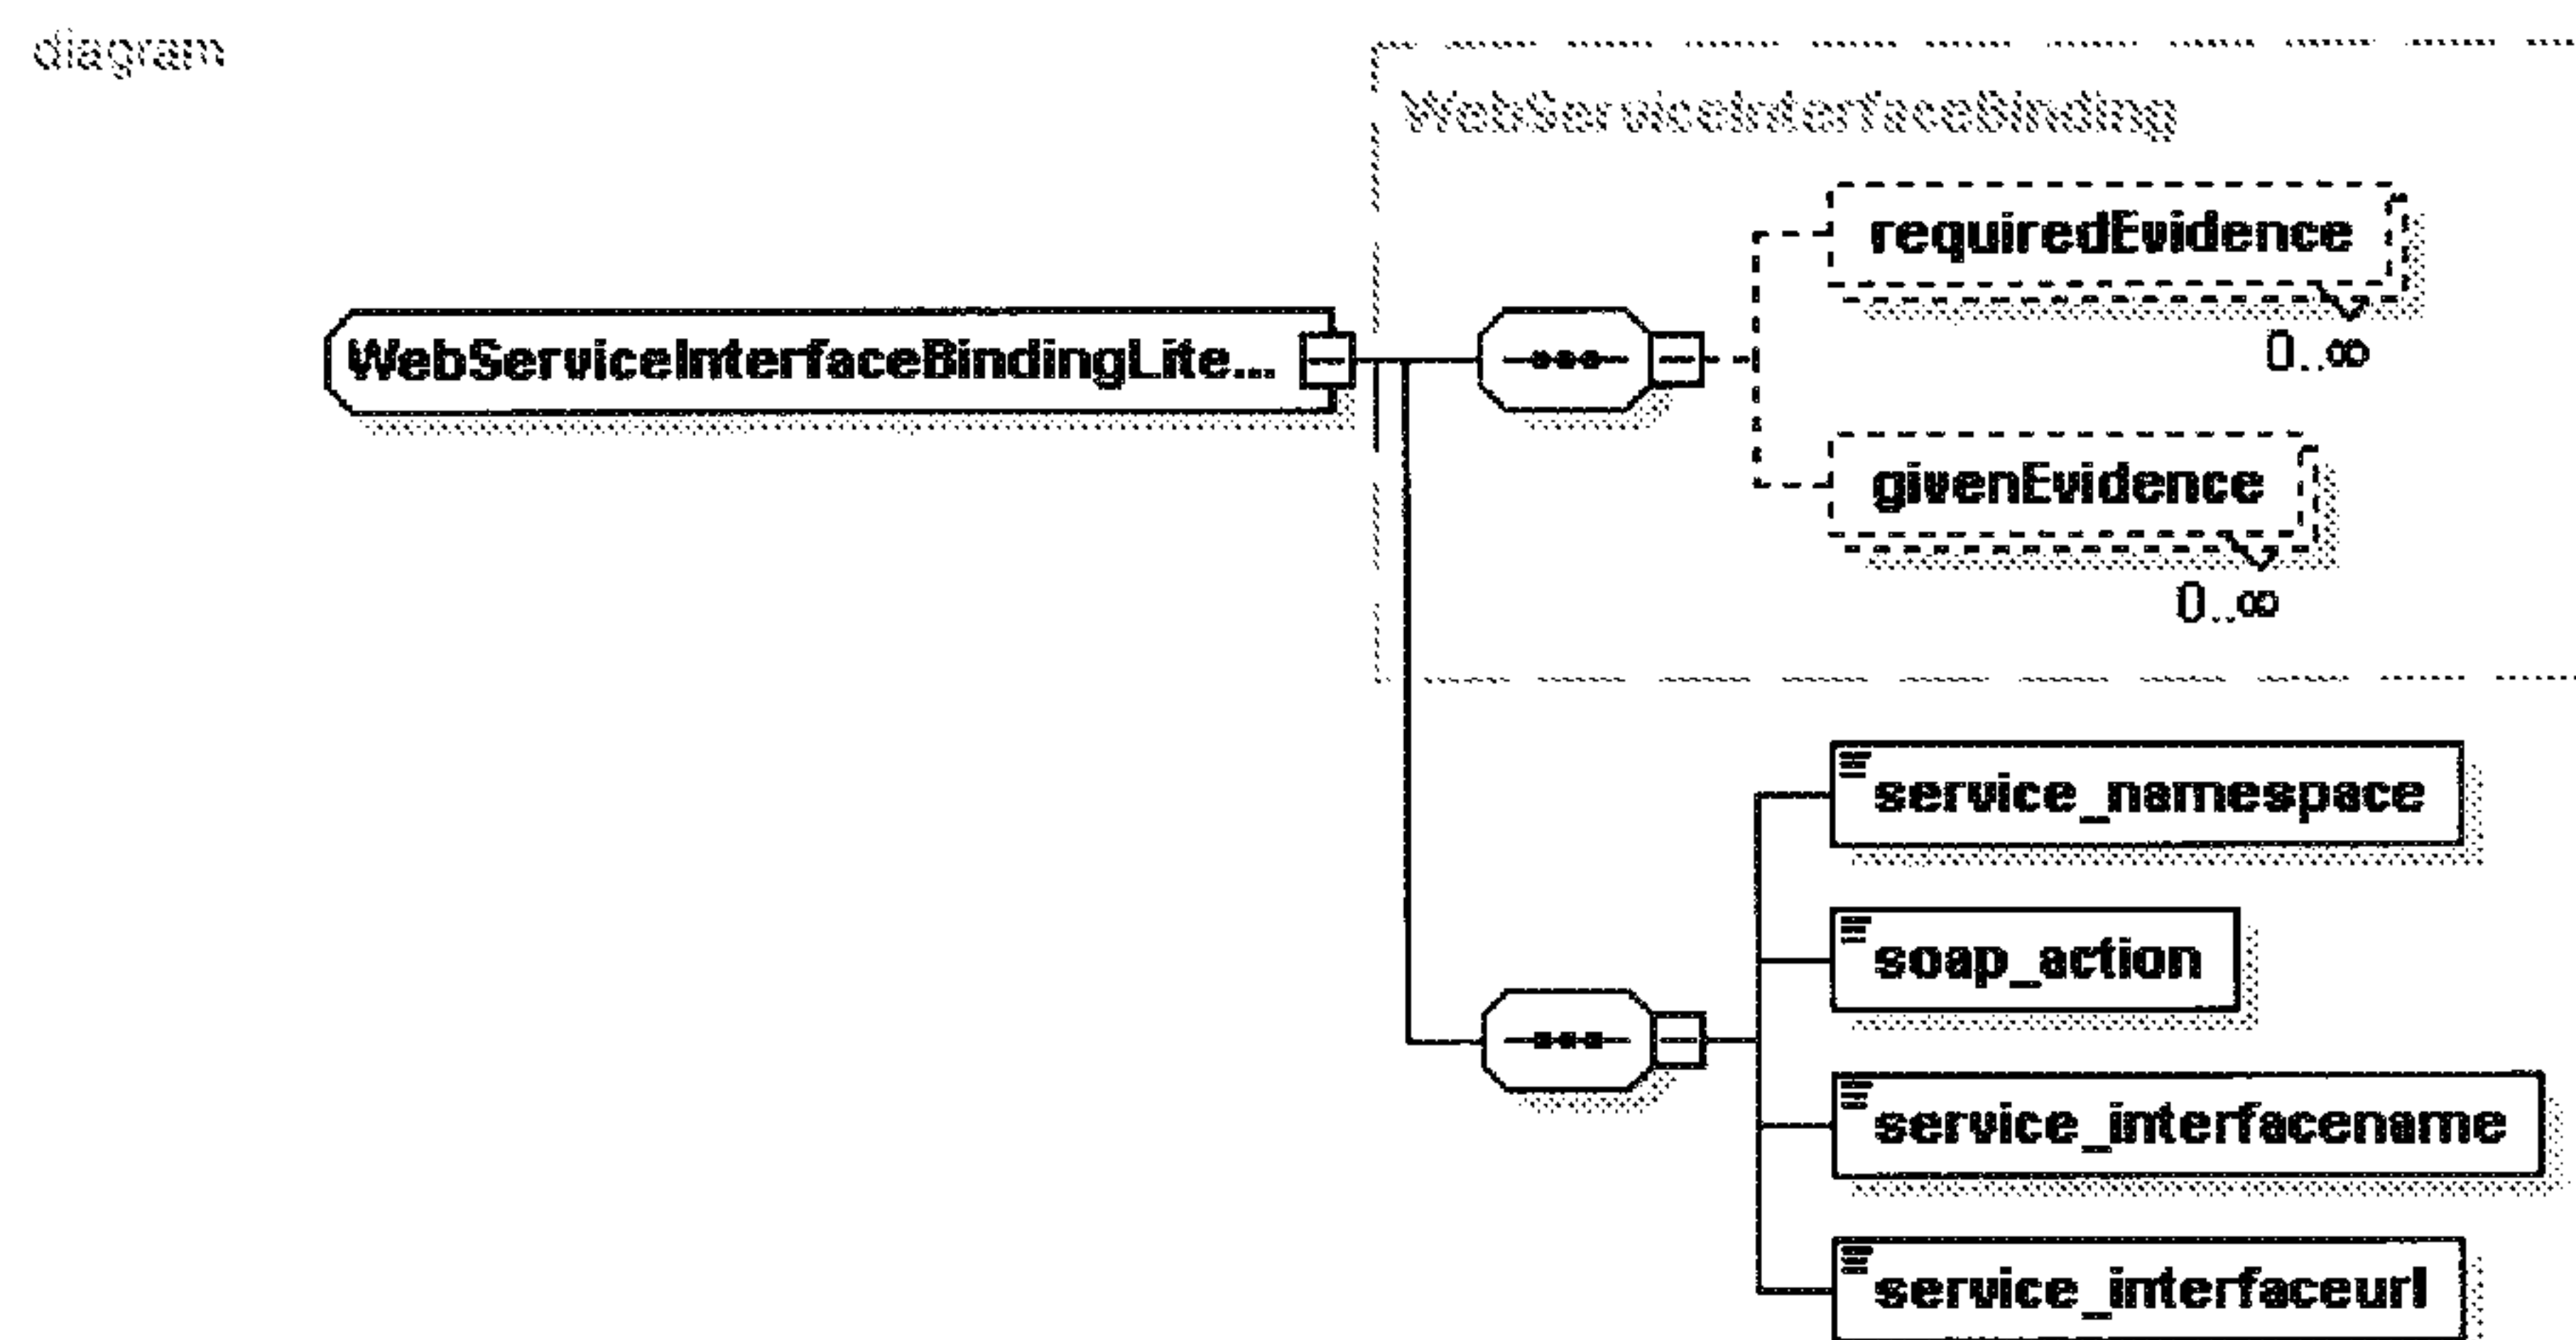 diagram
WebServiceInterfaceBinding
requiredEvidence
0..∞
WebServiceInterfaceBindingLite...
givenEvidence
0..∞
service_namespace
soap_action
service_interfacename
service_interfaceurl